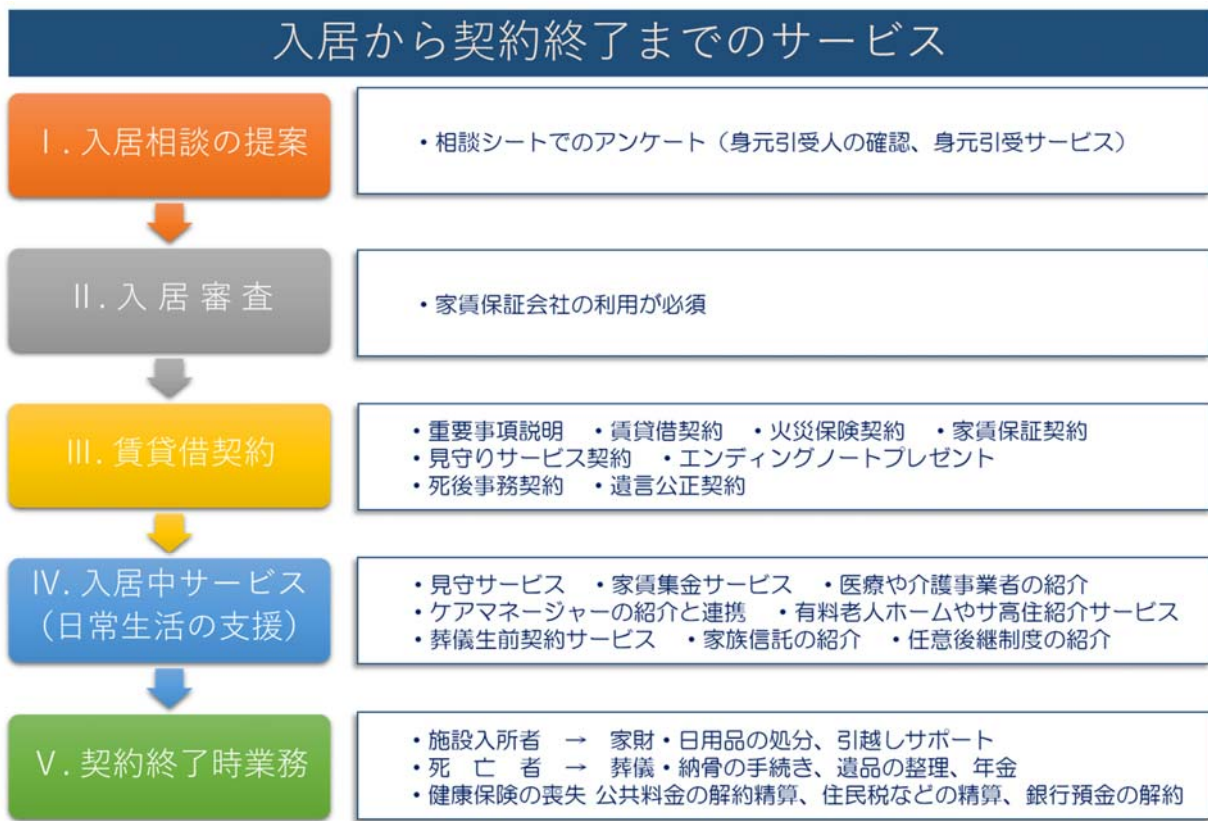 入居から契約終了までのサービス
Ⅰ. 入居相談の提案
・相談シートでのアンケート（身元引受人の確認、身元引受サービス）
Ⅱ. 入 居 審 査
・家賃保証会社の利用が必須
Ⅲ. 賃貸借契約
・重要事項説明　・賃貸借契約　・火災保険契約　・家賃保証契約
・見守りサービス契約　・エンディングノートプレゼント
・死後事務契約　・遺言公正契約
Ⅳ. 入居中サービス
（日常生活の支援）
・見守サービス　・家賃集金サービス　・医療や介護事業者の紹介
・ケアマネージャーの紹介と連携　・有料老人ホームやサ高住紹介サービス
・葬儀生前契約サービス　・家族信託の紹介　・任意後継制度の紹介
Ⅴ. 契約終了時業務
・施設入所者　→　家財・日用品の処分、引越しサポート
・死　亡　者　→　葬儀・納骨の手続き、遺品の整理、年金
・健康保険の喪失 公共料金の解約精算、住民税などの精算、銀行預金の解約